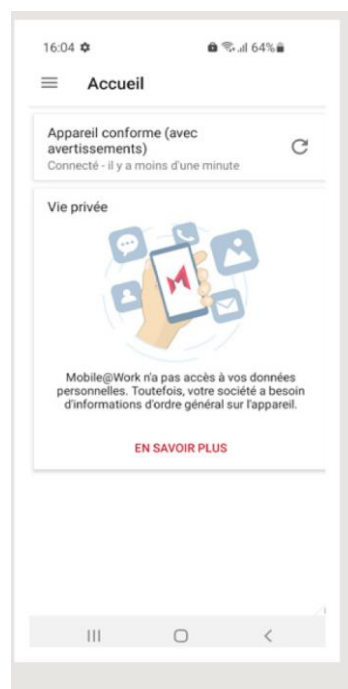 16:04 64%
Accueil
Appareil conforme (avec
avertissements)
Connecté - il y a moins d'une minute
Vie privée
Mobile@Work n'a pas accès à vos données
personnelles. Toutefois, votre société a besoin
d'informations d'ordre général sur l'appareil.
EN SAVOIR PLUS